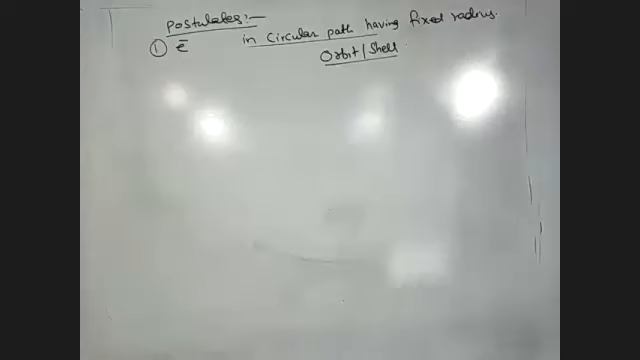 Postulates:-
① ē in Circular path having fixed radius.
Orbit/Shell.